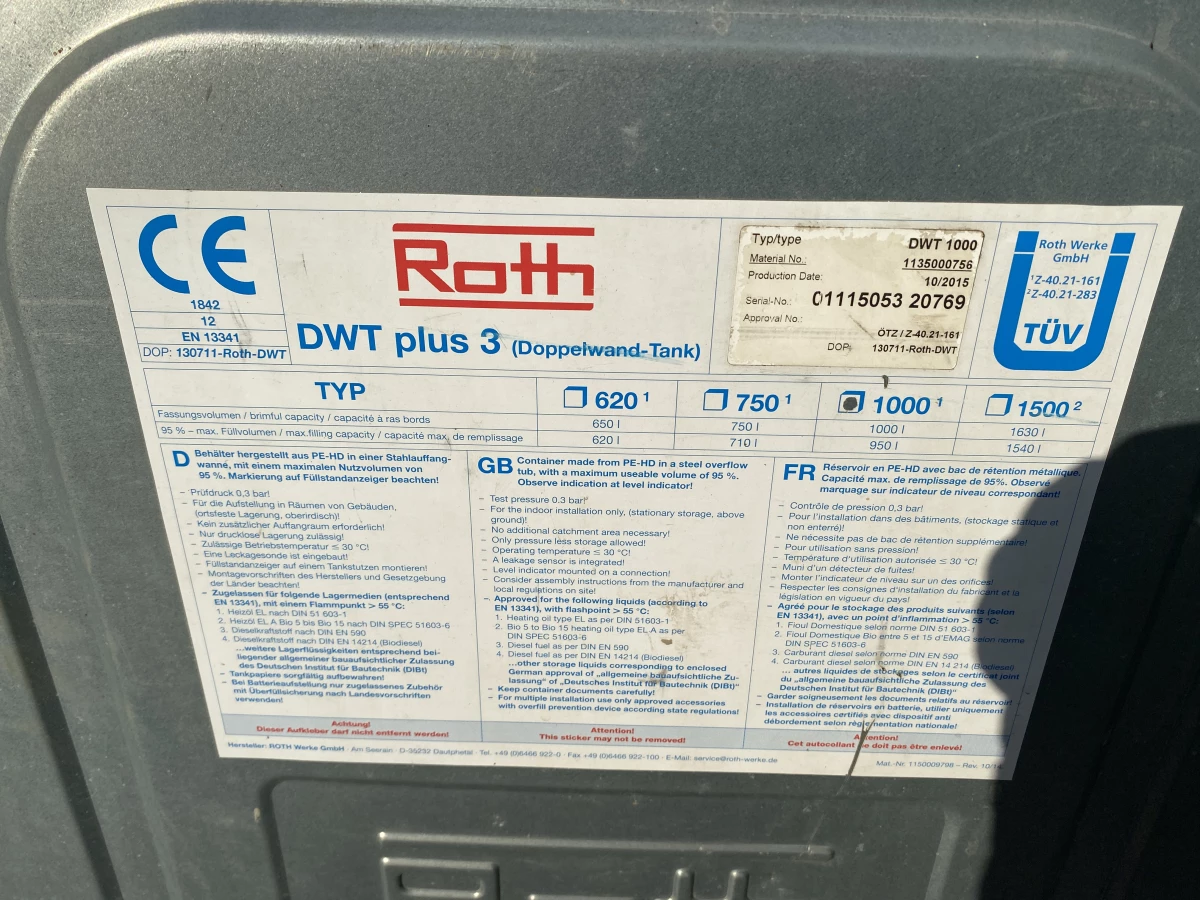 CE
1842
12
EN 13341
DOP: 130711-Roth-DWT
Roth
DWT plus 3 (Doppelwand-Tank)
Typ/type DWT 1000
Material No.: 1135000756
Production Date: 10/2015
Serial-No.: 01115053 20769
Approval No.:
ÖTZ / Z-40.21-161
DOP: 130711-Roth-DWT
Roth Werke
GmbH
¹Z-40.21-161
²Z-40.21-283
TÜV
TYP 620 ¹ 750 ¹ 1000 ¹ 1500 ²
Fassungsvolumen / brimful capacity / capacité à ras bords 650 l 750 l 1000 l 1630 l
95 % – max. Füllvolumen / max.filling capacity / capacité max. de remplissage 620 l 710 l 950 l 1540 l
D Behälter hergestellt aus PE-HD in einer Stahlauffang-
wanne, mit einem maximalen Nutzvolumen von
95 %. Markierung auf Füllstandanzeiger beachten!
– Prüfdruck 0,3 bar!
– Für die Aufstellung in Räumen von Gebäuden,
(ortsfeste Lagerung, oberirdisch)!
– Kein zusätzlicher Auffangraum erforderlich!
– Nur drucklose Lagerung zulässig!
– Zulässige Betriebstemperatur ≤ 30 °C!
– Eine Leckagesonde ist eingebaut!
– Füllstandanzeiger auf einem Tankstutzen montieren!
– Montagevorschriften des Herstellers und Gesetzgebung
der Länder beachten!
– Zugelassen für folgende Lagermedien (entsprechend
EN 13341), mit einem Flammpunkt > 55 °C:
1. Heizöl EL nach DIN 51 603-1
2. Heizöl EL A Bio 5 bis Bio 15 nach DIN SPEC 51603-6
3. Dieselkraftstoff nach DIN EN 590
4. Dieselkraftstoff nach DIN EN 14214 (Biodiesel)
...weitere Lagerflüssigkeiten entsprechend bei-
liegender allgemeiner bauaufsichtlicher Zulassung
des Deutschen Institut für Bautechnik (DIBt)
– Tankpapiere sorgfältig aufbewahren!
– Bei Batterieaufstellung nur zugelassenes Zubehör
mit Überfüllsicherung nach Landesvorschriften
verwenden!
GB Container made from PE-HD in a steel overflow
tub, with a maximum useable volume of 95 %.
Observe indication at level indicator!
– Test pressure 0.3 bar!
– For the indoor installation only, (stationary storage, above
ground)!
– No additional catchment area necessary!
– Only pressure less storage allowed!
– Operating temperature ≤ 30 °C!
– A leakage sensor is integrated!
– Level indicator mounted on a connection!
– Consider assembly instructions from the manufacturer and
local regulations on site!
– Approved for the following liquids (according to
EN 13341), with flashpoint > 55 °C:
1. Heating oil type EL as per DIN 51603-1
2. Bio 5 to Bio 15 heating oil type EL A as per
DIN SPEC 51603-6
3. Diesel fuel as per DIN EN 590
4. Diesel fuel as per DIN EN 14214 (Biodiesel)
...other storage liquids corresponding to enclosed
German approval of „allgemeine bauaufsichtliche Zu-
lassung“ of „Deutsches Institut für Bautechnik (DIBt)“
– Keep container documents carefully!
– For multiple installation use only approved accessories
with overfill prevention device according state regulations!
FR Réservoir en PE-HD avec bac de rétention métallique.
Capacité max. de remplissage de 95%. Observé
marquage sur indicateur de niveau correspondant!
– Contrôle de pression 0,3 bar!
– Pour l'installation dans des bâtiments, (stockage statique et
non enterré)!
– Ne nécessite pas de bac de rétention supplémentaire!
– Pour utilisation sans pression!
– Température d'utilisation autorisée ≤ 30 °C!
– Muni d'un détecteur de fuites!
– Monter l'indicateur de niveau sur un des orifices!
– Respecter les consignes d'installation du fabricant et la
législation en vigueur du pays!
– Agréé pour le stockage des produits suivants (selon
EN 13341), avec un point d'inflammation > 55 °C:
1. Fioul Domestique selon norme DIN 51 603-1
2. Fioul Domestique Bio entre 5 et 15 d'EMAG selon norme
DIN SPEC 51603-6
3. Carburant diesel selon norme DIN EN 590
4. Carburant diesel selon norme DIN EN 14 214 (Biodiesel)
... autres liquides de stockages selon le certificat joint
du „allgemeine bauaufsichtliche Zulassung des
Deutschen Institut für Bautechnik (DIBt)“
– Garder soigneusement les documents relatifs au réservoir!
– Installation de réservoirs en batterie, utiliser uniquement
les accessoires certifiés avec dispositif anti
débordement selon réglementation nationale!
Achtung!
Dieser Aufkleber darf nicht entfernt werden!
Attention!
This sticker may not be removed!
Attention!
Cet autocollant ne doit pas être enlevé!
Hersteller: ROTH Werke GmbH · Am Seerain · D-35232 Dautphetal · Tel. +49 (0)6466 922-0 · Fax +49 (0)6466 922-100 · E-Mail: service@roth-werke.de
Mat.-Nr. 1150009798 – Rev. 10/14